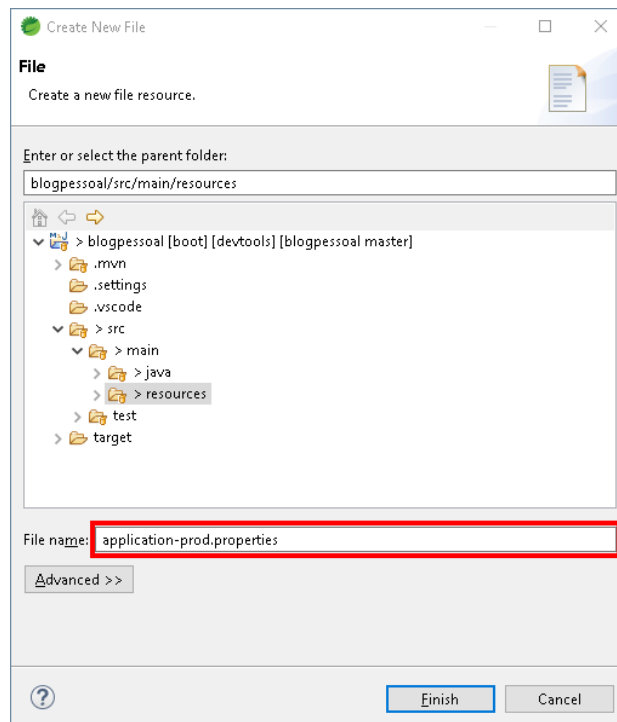 Create New File
File
Create a new file resource.
Enter or select the parent folder:
blogpessoal/src/main/resources
> blogpessoal [boot] [devtools] [blogpessoal master]
> .mvn
.settings
.vscode
> src
> main
> > java
> > resources
> test
> target
File name: application-prod.properties
Advanced >>
?
Finish Cancel